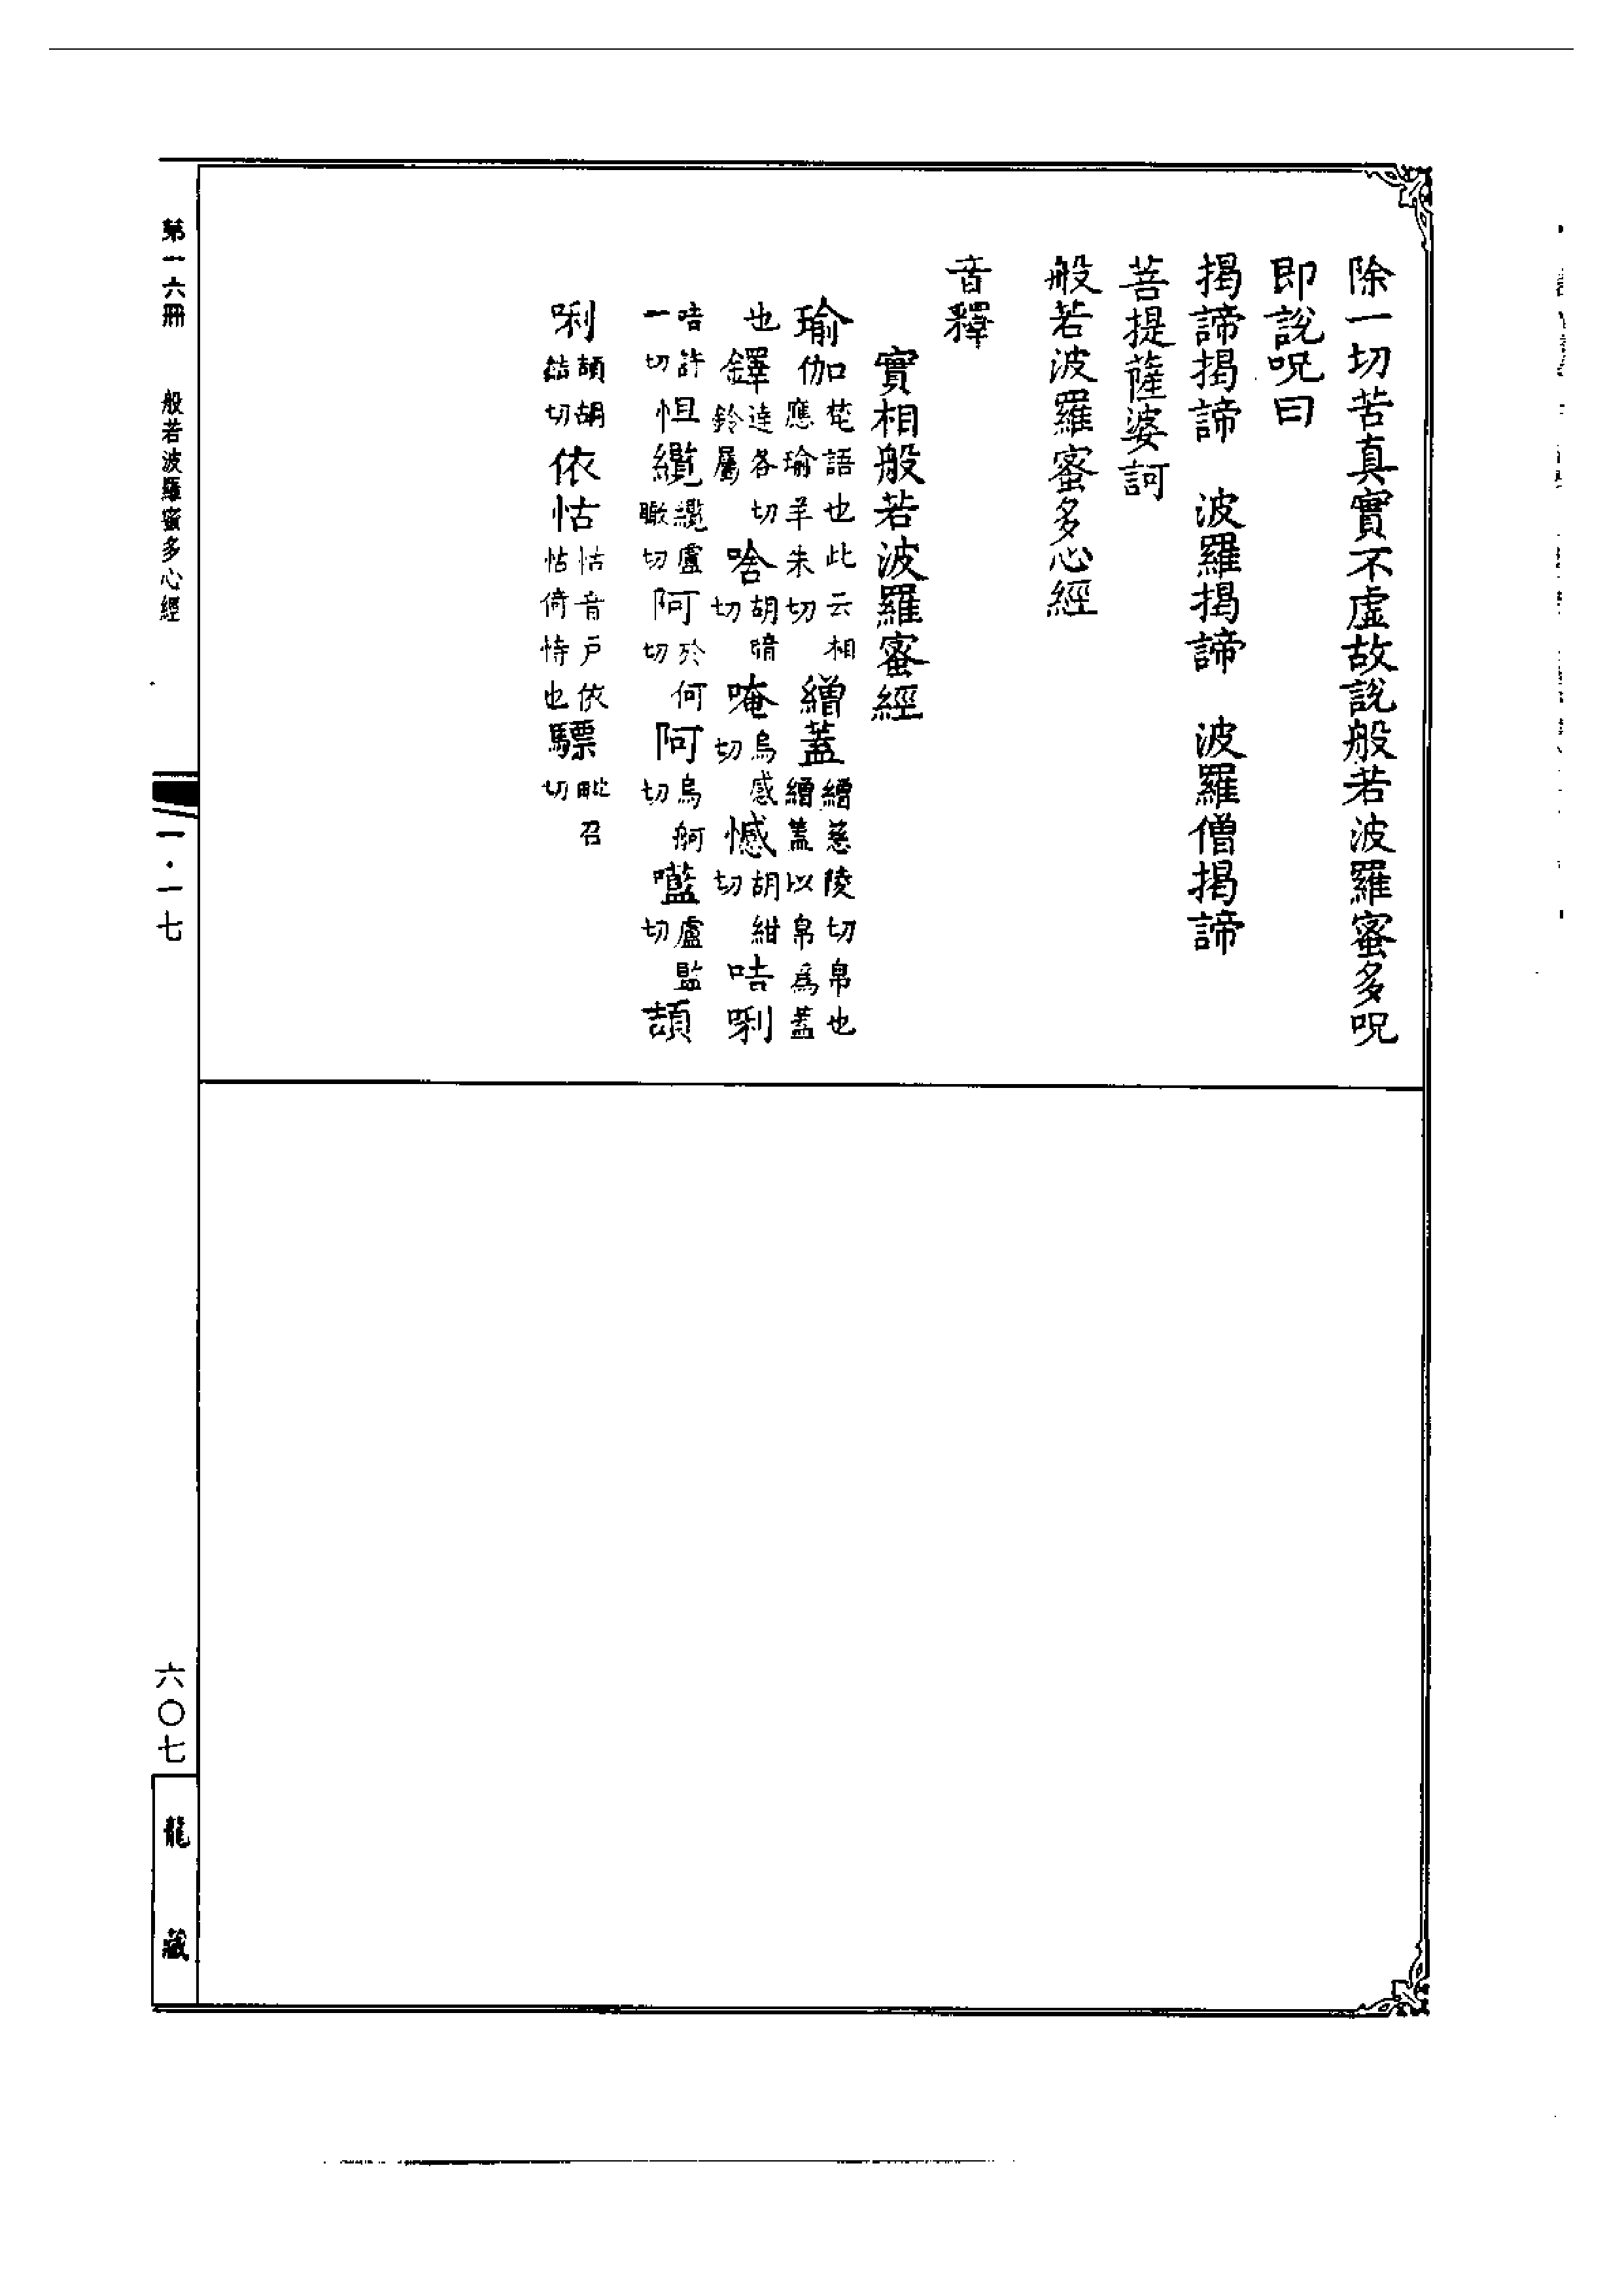 除一切苦真實不虛故說般若波羅蜜多呪
即說呪曰
揭諦揭諦　波羅揭諦　波羅僧揭諦
菩提薩婆訶
般若波羅蜜多心經
音釋
實相般若波羅蜜經
瑜伽梵語也此云相應瑜羊朱切　繒蓋繒慈陵切帛也繒蓋以帛爲蓋
也　鐸達各切鈴屬　唅胡暗切　唵烏感切　憾胡紺切　咭唎
咭許一切　怛　纜纜盧瞰切　阿於何切　阿烏舸切　㘕盧監切　頡
唎頡胡結切　依怙怙音户依怙倚恃也　驃毗召切
第一六冊　般若波羅蜜多心經　一·一七　六〇七　龍藏